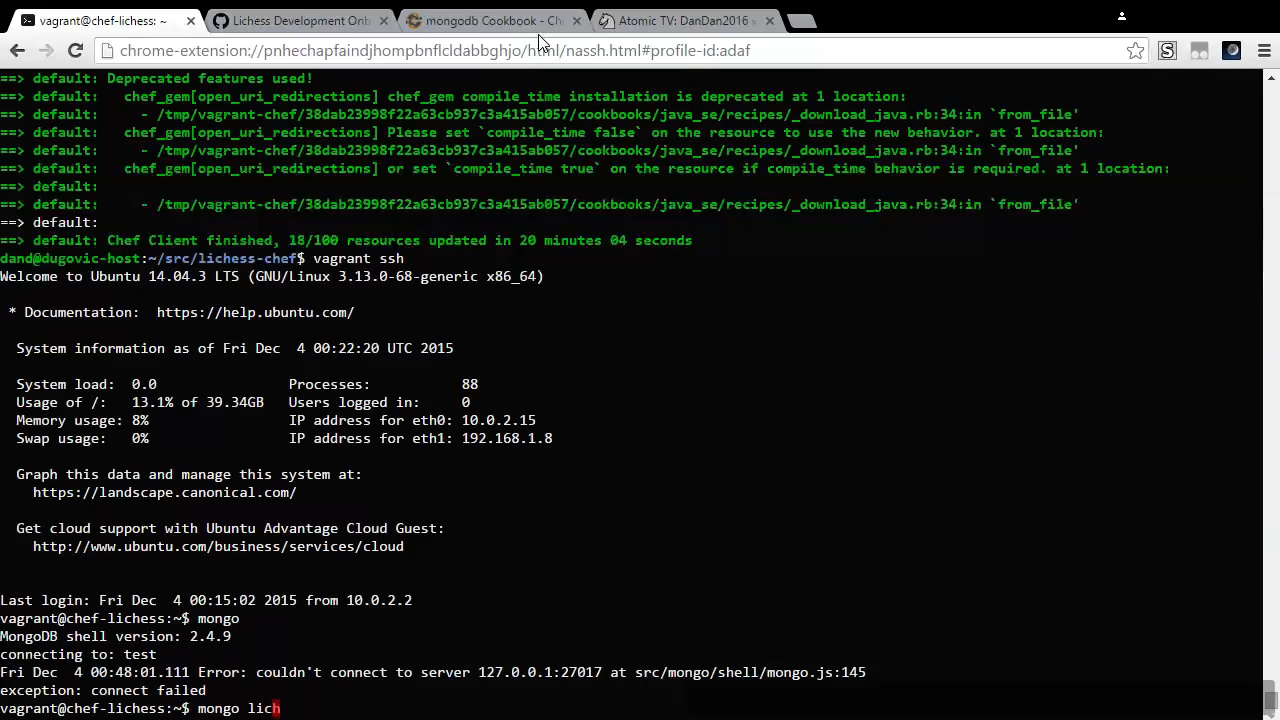 vagrant@chef-lichess: ~
Lichess Development Onb
mongodb Cookbook - Che
Atomic TV: DanDan2016 v
chrome-extension://pnhechapfaindjhompbnflcldabbghjo/html/nassh.html#profile-id:adaf
==> default: Deprecated features used!
==> default:   chef_gem[open_uri_redirections] chef_gem compile_time installation is deprecated at 1 location:
==> default:     - /tmp/vagrant-chef/38dab23998f22a63cb937c3a415ab057/cookbooks/java_se/recipes/_download_java.rb:34:in `from_file'
==> default:   chef_gem[open_uri_redirections] Please set `compile_time false` on the resource to use the new behavior. at 1 location:
==> default:     - /tmp/vagrant-chef/38dab23998f22a63cb937c3a415ab057/cookbooks/java_se/recipes/_download_java.rb:34:in `from_file'
==> default:   chef_gem[open_uri_redirections] or set `compile_time true` on the resource if compile_time behavior is required. at 1 location:
==> default:
==> default:     - /tmp/vagrant-chef/38dab23998f22a63cb937c3a415ab057/cookbooks/java_se/recipes/_download_java.rb:34:in `from_file'
==> default:
==> default: Chef Client finished, 18/100 resources updated in 20 minutes 04 seconds
dand@dugovic-host:~/src/lichess-chef$ vagrant ssh
Welcome to Ubuntu 14.04.3 LTS (GNU/Linux 3.13.0-68-generic x86_64)
* Documentation:  https://help.ubuntu.com/
System information as of Fri Dec  4 00:22:20 UTC 2015
System load:  0.0                Processes:           88
Usage of /:   13.1% of 39.34GB   Users logged in:     0
Memory usage: 8%                 IP address for eth0: 10.0.2.15
Swap usage:   0%                 IP address for eth1: 192.168.1.8
Graph this data and manage this system at:
https://landscape.canonical.com/
Get cloud support with Ubuntu Advantage Cloud Guest:
http://www.ubuntu.com/business/services/cloud
Last login: Fri Dec  4 00:15:02 2015 from 10.0.2.2
vagrant@chef-lichess:~$ mongo
MongoDB shell version: 2.4.9
connecting to: test
Fri Dec  4 00:48:01.111 Error: couldn't connect to server 127.0.0.1:27017 at src/mongo/shell/mongo.js:145
exception: connect failed
vagrant@chef-lichess:~$ mongo lich